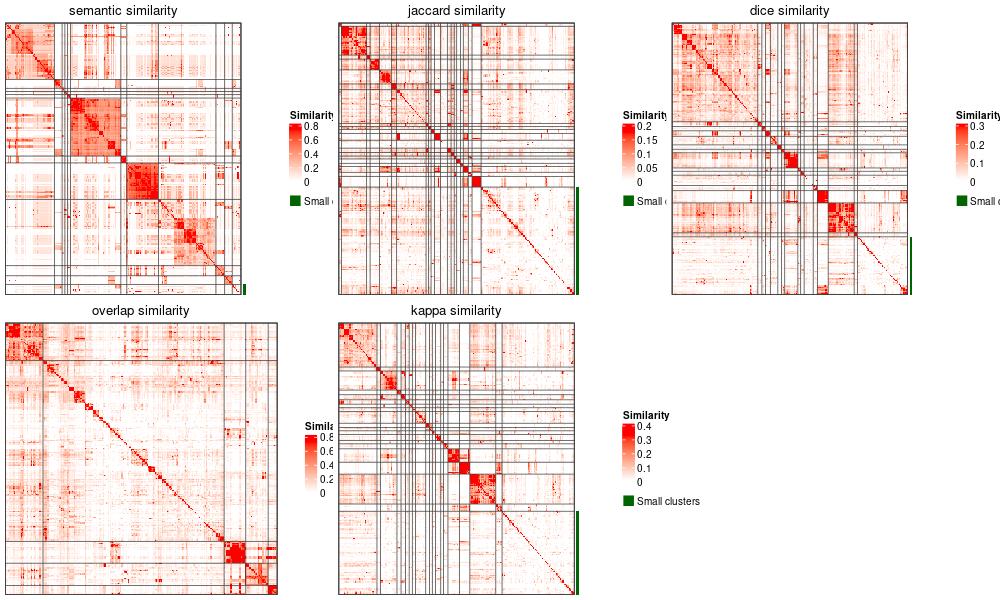 semantic similarity
Similarity
0.8
0.6
0.4
0.2
0
Small
jaccard similarity
Similarity
0.2
0.15
0.1
0.05
0
Small
dice similarity
Similarity
0.3
0.2
0.1
0
Small c
overlap similarity
Simila
0.8
0.6
0.4
0.2
0
kappa similarity
Similarity
0.4
0.3
0.2
0.1
0
Small clusters